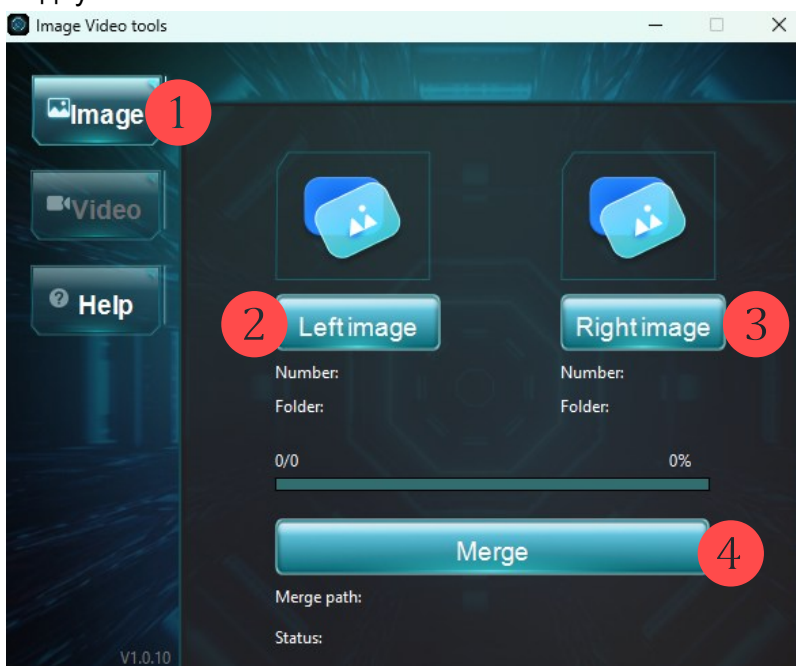 Image Video tools
Image 1
Video
Help
2 Left image
Right image 3
Number:
Number:
Folder:
Folder:
0/0
0%
Merge 4
Merge path:
Status:
V1.0.10